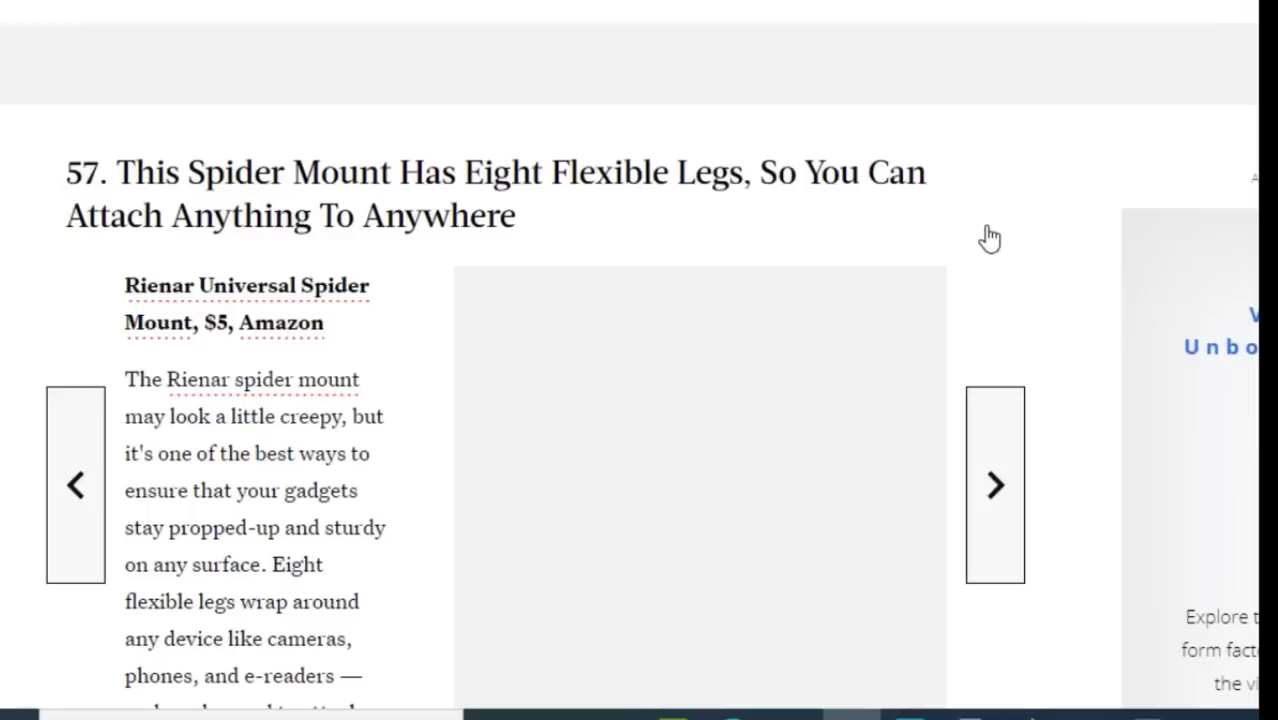 57. This Spider Mount Has Eight Flexible Legs, So You Can
Attach Anything To Anywhere
Rienar Universal Spider
Mount, $5, Amazon
The Rienar spider mount
may look a little creepy, but
it's one of the best ways to
ensure that your gadgets
stay propped-up and sturdy
on any surface. Eight
flexible legs wrap around
any device like cameras,
phones, and e-readers —
A
V
Unbo
Explore t
form fact
the vi